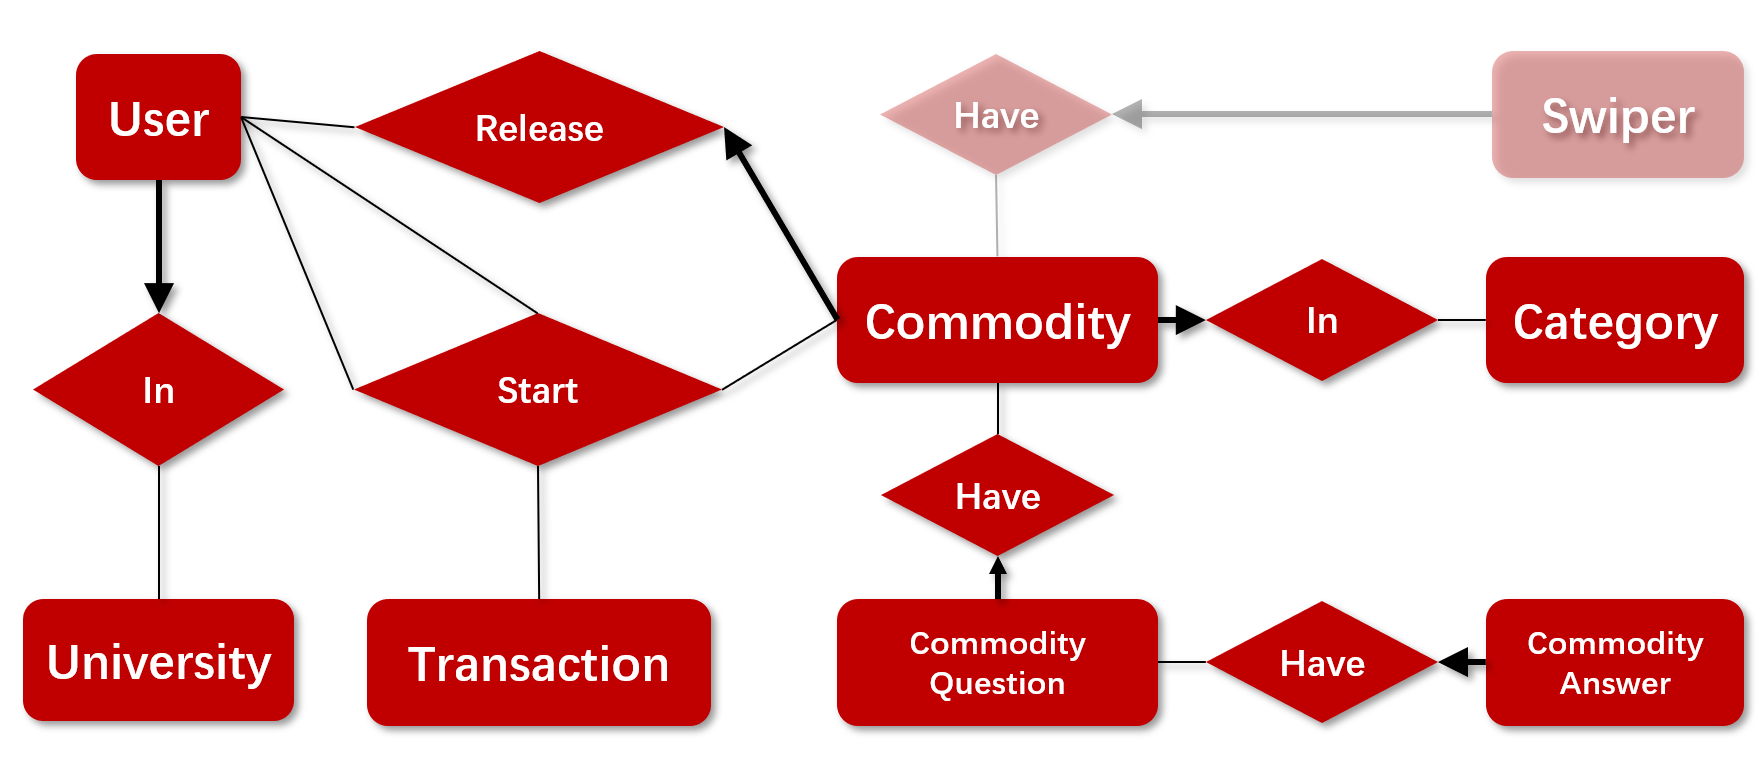 User
Release
Have
Swiper
In
Start
Commodity
In
Category
Have
University
Transaction
Commodity
Question
Have
Commodity
Answer